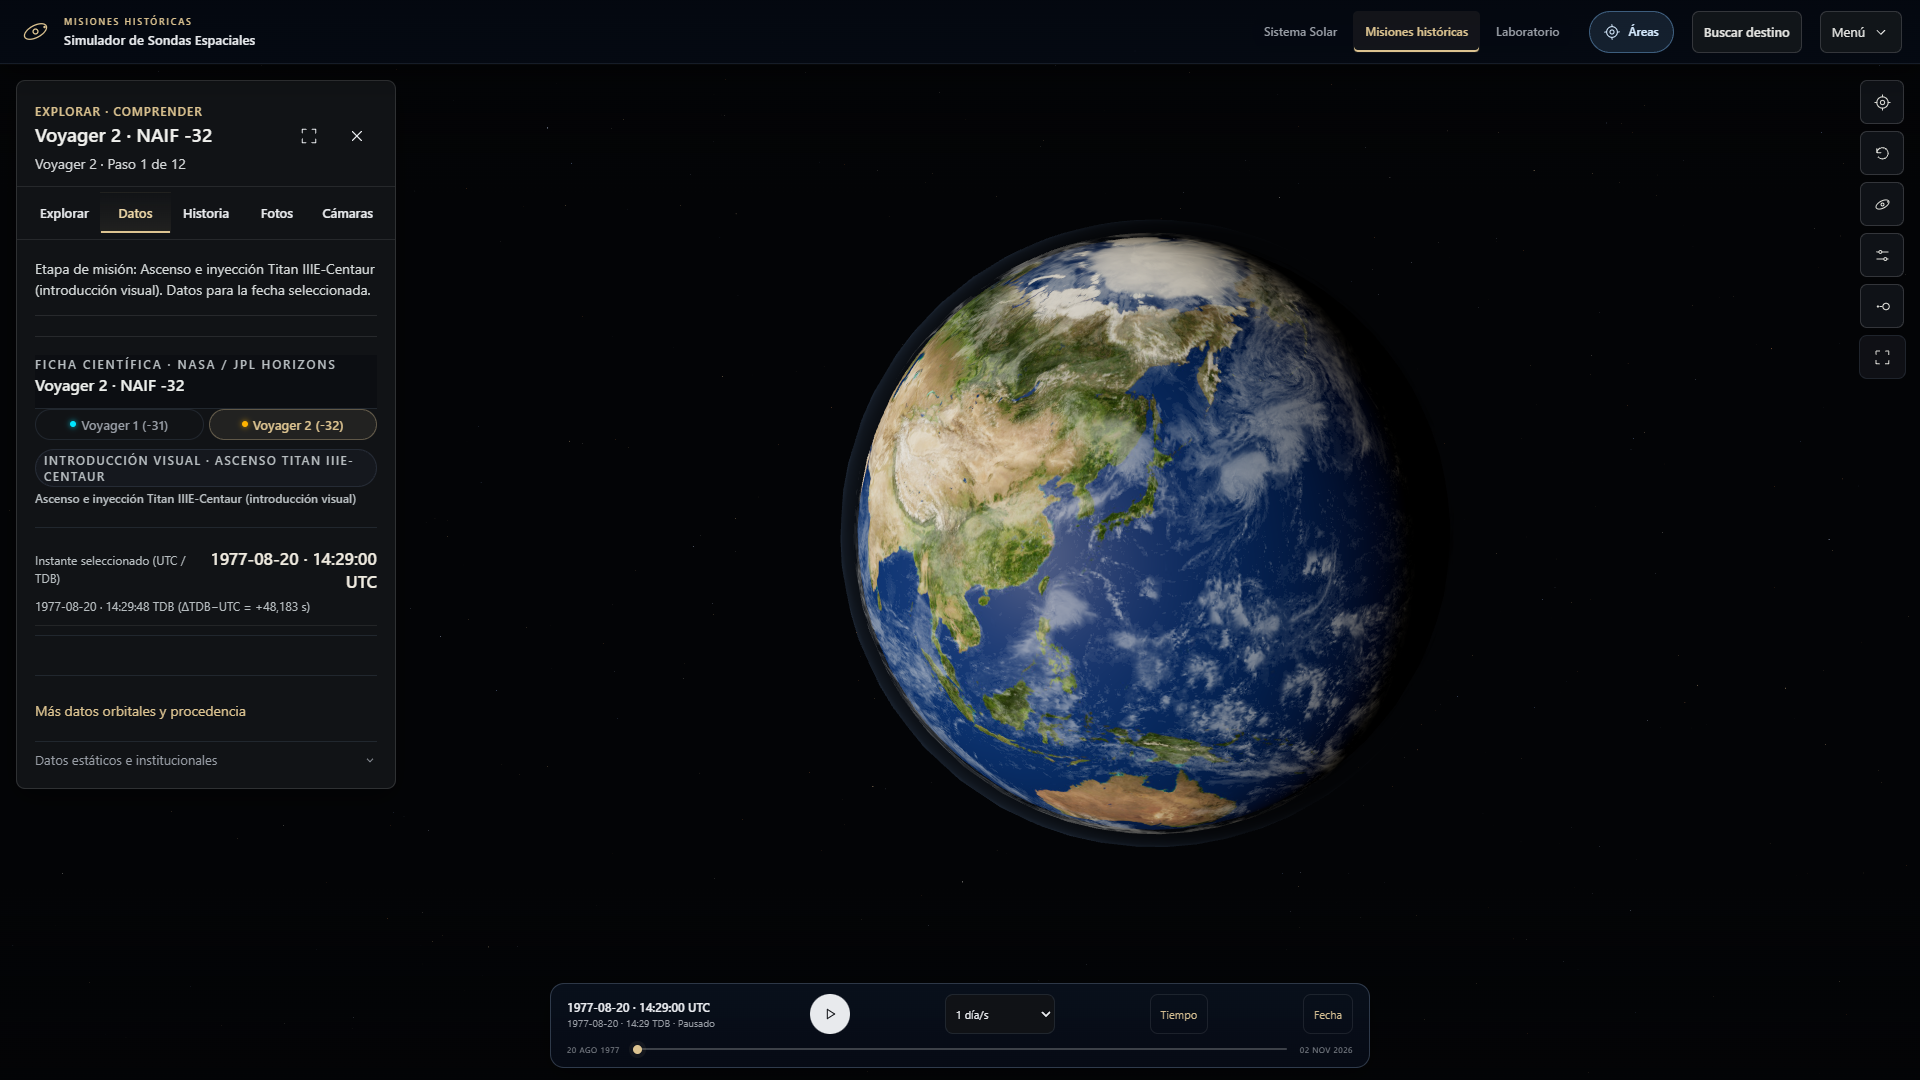 MISIONES HISTÓRICAS
Simulador de Sondas Espaciales
Sistema Solar
Misiones históricas
Laboratorio
Áreas
Buscar destino
Menú
EXPLORAR · COMPRENDER
Voyager 2 · NAIF -32
Voyager 2 · Paso 1 de 12
Explorar
Datos
Historia
Fotos
Cámaras
Etapa de misión: Ascenso e inyección Titan IIIE-Centaur
(introducción visual). Datos para la fecha seleccionada.
FICHA CIENTÍFICA · NASA / JPL HORIZONS
Voyager 2 · NAIF -32
Voyager 1 (-31)
Voyager 2 (-32)
INTRODUCCIÓN VISUAL · ASCENSO TITAN IIIE-
CENTAUR
Ascenso e inyección Titan IIIE-Centaur (introducción visual)
Instante seleccionado (UTC /
TDB)
1977-08-20 · 14:29:00
UTC
1977-08-20 · 14:29:48 TDB (ΔTDB−UTC = +48,183 s)
Más datos orbitales y procedencia
Datos estáticos e institucionales
1977-08-20 · 14:29:00 UTC
1977-08-20 · 14:29 TDB · Pausado
1 día/s
Tiempo
Fecha
20 AGO 1977
02 NOV 2026